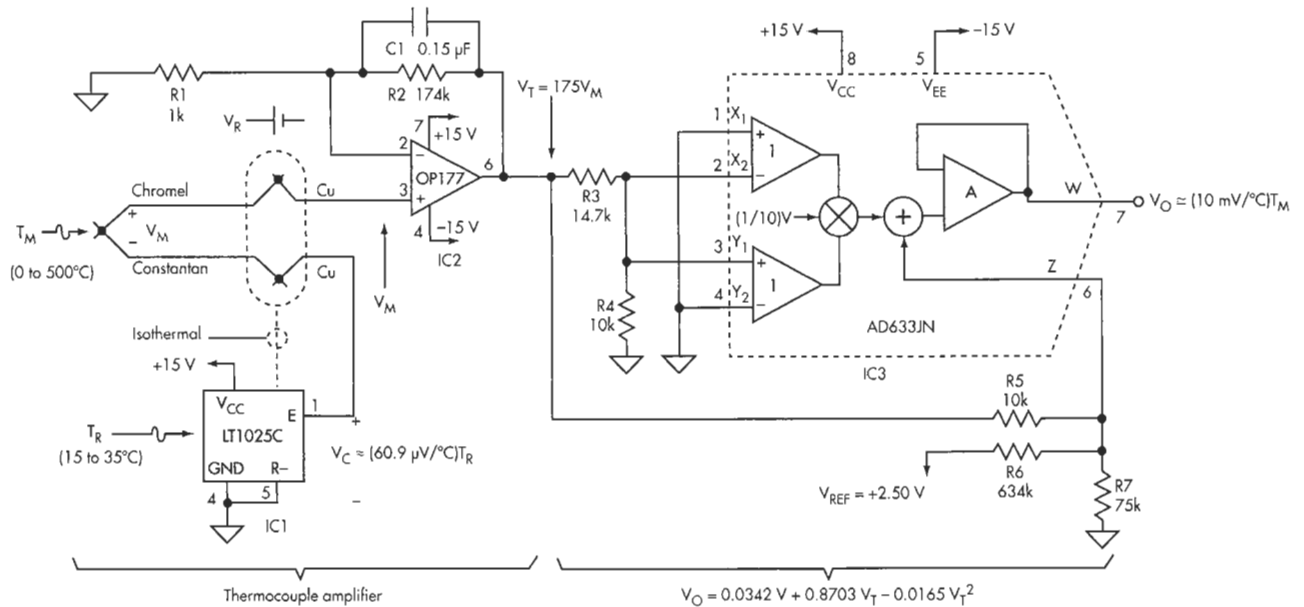 C1 0.15 µF
R1
1k
R2 174k
V_R
7
+15 V
2
−
OP177
6
3
+
−15 V
4
IC2
Chromel
Cu
T_M
+
V_M
−
(0 to 500°C)
Constantan
Cu
V_M
Isothermal
+15 V
V_CC
E
1
+
T_R
LT1025C
V_C ≈ (60.9 µV/°C)T_R
(15 to 35°C)
GND
R−
4
5
−
IC1
Thermocouple amplifier
V_T = 175V_M
R3
14.7k
R4
10k
+15 V
8
V_CC
−15 V
5
V_EE
1
X_1
+
1
2
X_2
−
(1/10)V
3
Y_1
+
1
4
Y_2
−
+
A
W
7
V_O ≃ (10 mV/°C)T_M
Z
6
AD633JN
IC3
R5
10k
R6
634k
V_REF = +2.50 V
R7
75k
V_O = 0.0342 V + 0.8703 V_T − 0.0165 V_T²